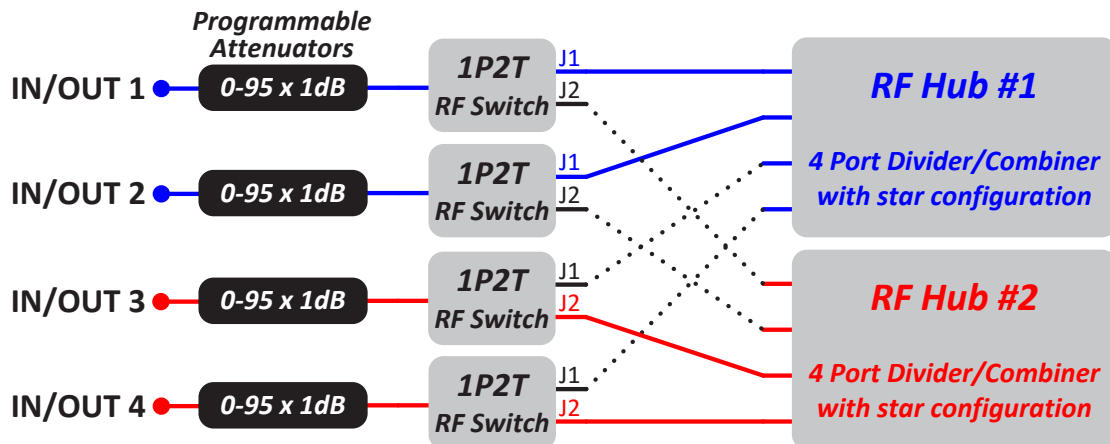 Programmable
Attenuators
IN/OUT 1
0-95 x 1dB
1P2T
RF Switch
J1
J2
IN/OUT 2
0-95 x 1dB
1P2T
RF Switch
J1
J2
IN/OUT 3
0-95 x 1dB
1P2T
RF Switch
J1
J2
IN/OUT 4
0-95 x 1dB
1P2T
RF Switch
J1
J2
RF Hub #1
4 Port Divider/Combiner
with star configuration
RF Hub #2
4 Port Divider/Combiner
with star configuration